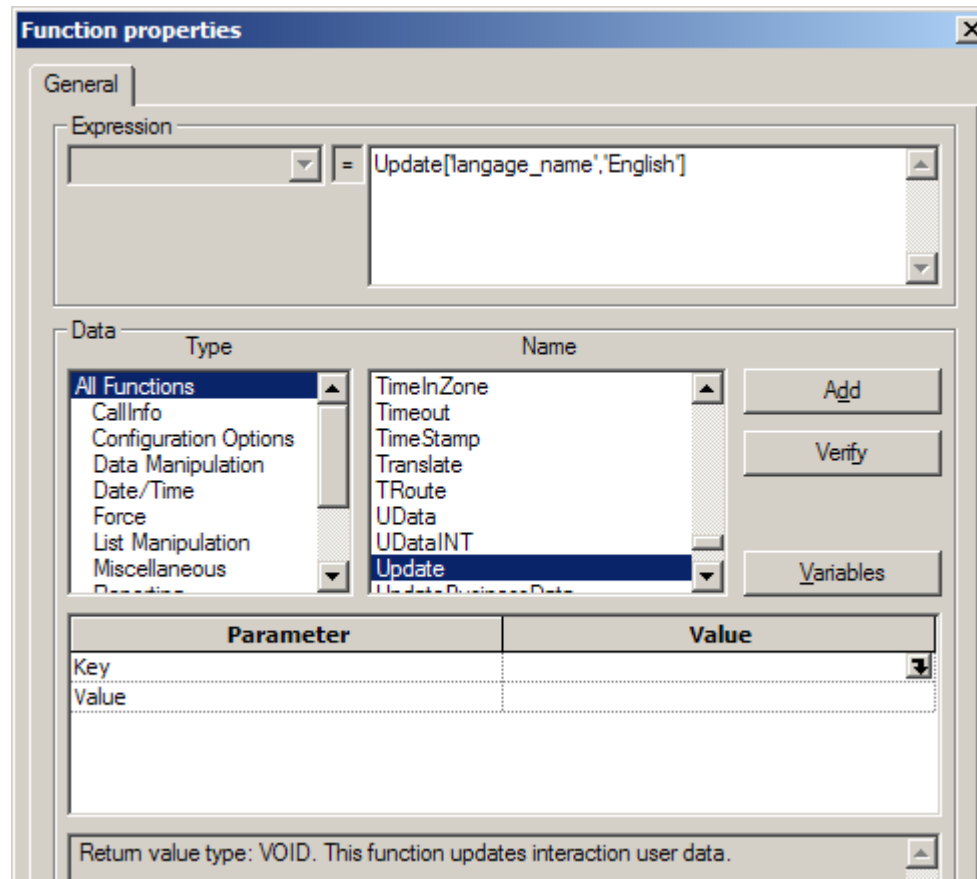 Function properties
General
Expression
=
Update['langage_name','English']
Data
Type
Name
All Functions
CallInfo
Configuration Options
Data Manipulation
Date/Time
Force
List Manipulation
Miscellaneous
Reporting
TimeInZone
Timeout
TimeStamp
Translate
TRoute
UData
UDataINT
Update
UpdateBusinessData
Add
Verify
Variables
Parameter Value
Key
Value
Return value type: VOID. This function updates interaction user data.